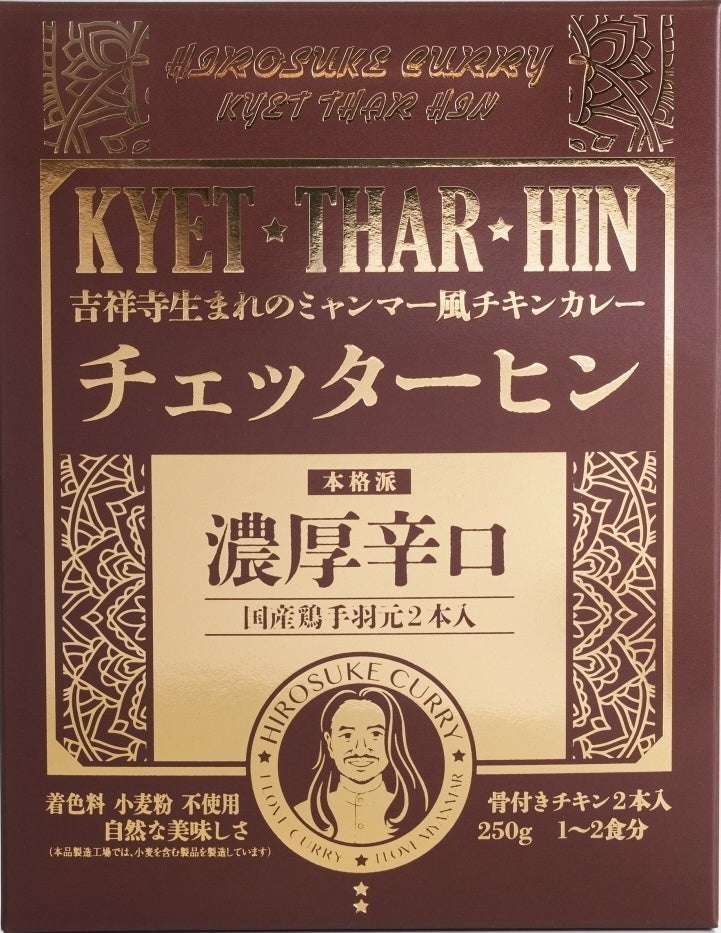 HIROSUKE CURRY
KYET THAR HIN
KYET★THAR★HIN
吉祥寺生まれのミャンマー風チキンカレー
チェッターヒン
本格派
濃厚辛口
国産鶏手羽元2本入
★ HIROSUKE CURRY ★
I LOVE CURRY ★ I LOVE MYANMAR
着色料 小麦粉 不使用
自然な美味しさ
(本品製造工場では、小麦を含む製品を製造しています)
骨付きチキン2本入
250g 1〜2食分